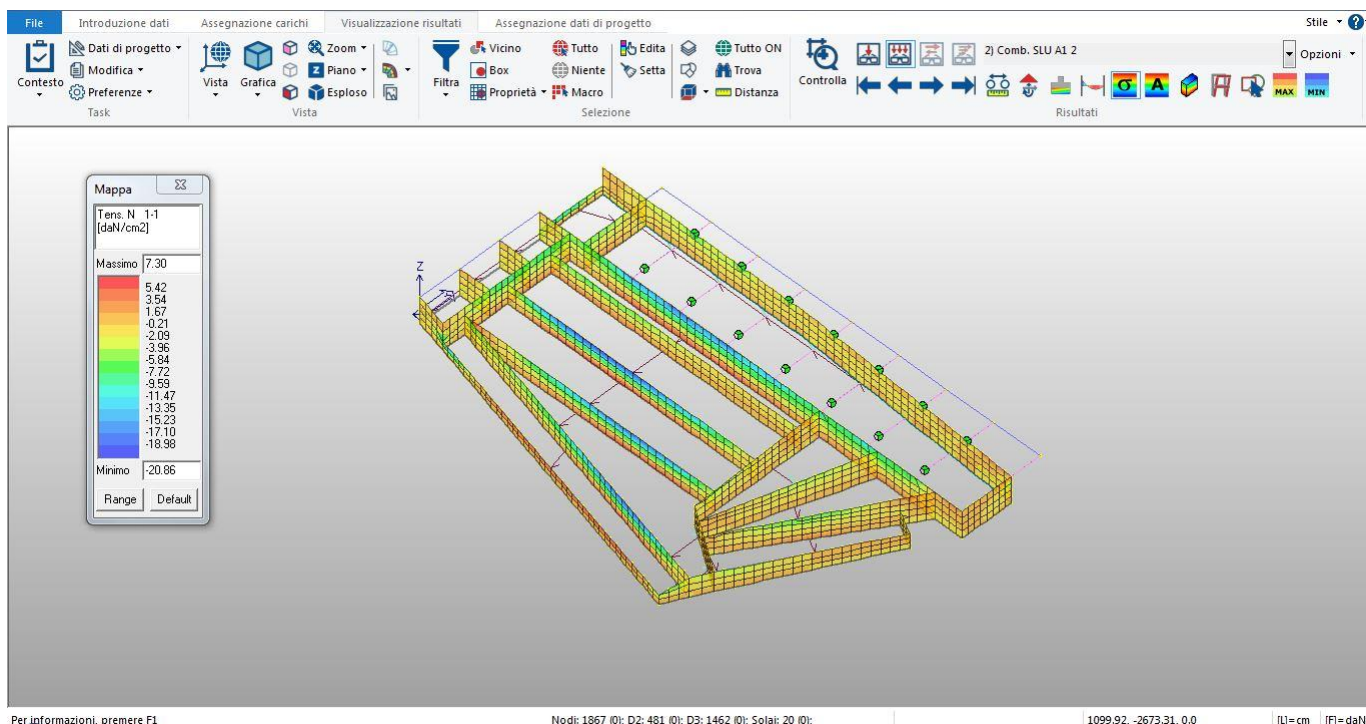 File Introduzione dati Assegnazione carichi Visualizzazione risultati Assegnazione dati di progetto Stile ?
Contesto
Dati di progetto
Modifica
Preferenze
Task
Vista
Grafica
Zoom
Z Piano
Esploso
Vista
Filtra
Vicino
Box
Proprietà
Tutto
Niente
Macro
Edita
Setta
Tutto ON
Trova
Distanza
Selezione
Controlla
2) Comb. SLU A1 2
Opzioni
σ A MAX MIN
Risultati
Mappa
Tens. N 1-1
[daN/cm2]
Massimo 7.30
5.42
3.54
1.67
-0.21
-2.09
-3.96
-5.84
-7.72
-9.59
-11.47
-13.35
-15.23
-17.10
-18.98
Minimo -20.86
Range Default
Z
Per informazioni, premere F1 Nodi: 1867 (0); D2: 481 (0); D3: 1462 (0); Solai: 20 (0); 1099.92, -2673.31, 0.0 [L]=cm [F]=daN